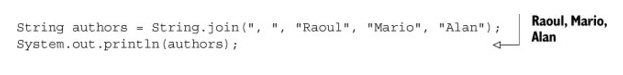 String authors = String.join(", ", "Raoul", "Mario", "Alan");
System.out.println(authors);
Raoul, Mario,
Alan